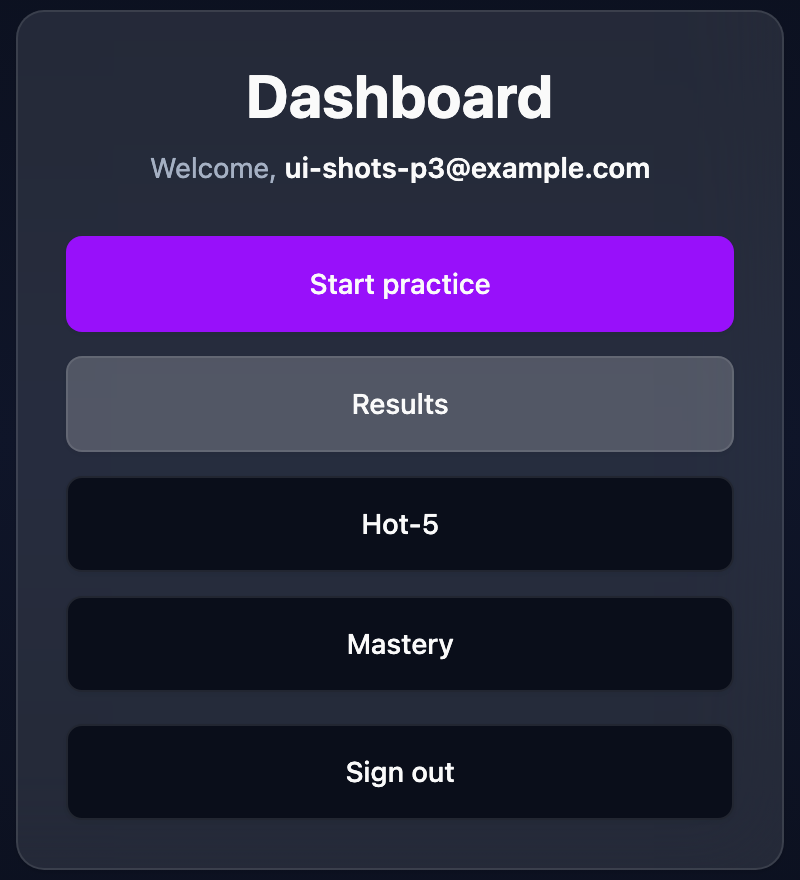 Dashboard
Welcome, ui-shots-p3@example.com
Start practice
Results
Hot-5
Mastery
Sign out